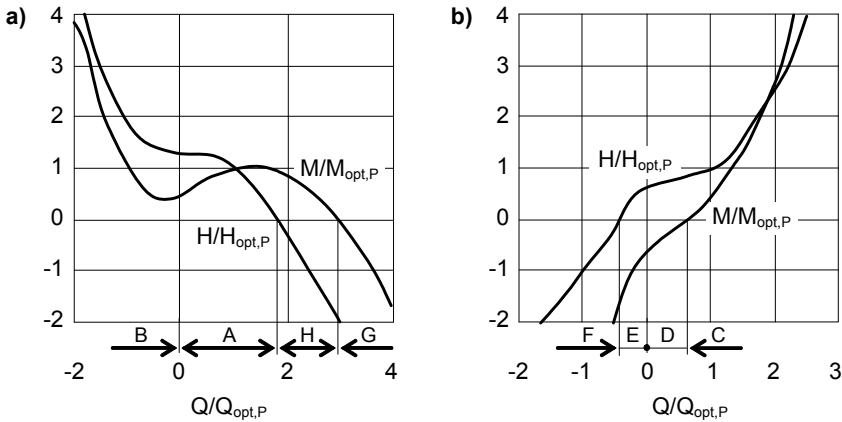 a)
4
3
2
1
0
-1
-2
M/Mopt,P
H/Hopt,P
B A H G
-2 0 2 4
Q/Qopt,P
b)
4
3
2
1
0
-1
-2
H/Hopt,P
M/Mopt,P
F E D C
-2 -1 0 1 2 3
Q/Qopt,P